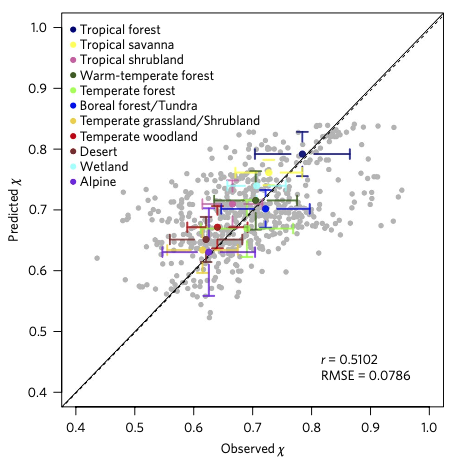 1.0
0.9
0.8
0.7
0.6
0.5
0.4
Predicted χ
Tropical forest
Tropical savanna
Tropical shrubland
Warm-temperate forest
Temperate forest
Boreal forest/Tundra
Temperate grassland/Shrubland
Temperate woodland
Desert
Wetland
Alpine
r = 0.5102
RMSE = 0.0786
0.4 0.5 0.6 0.7 0.8 0.9 1.0
Observed χ